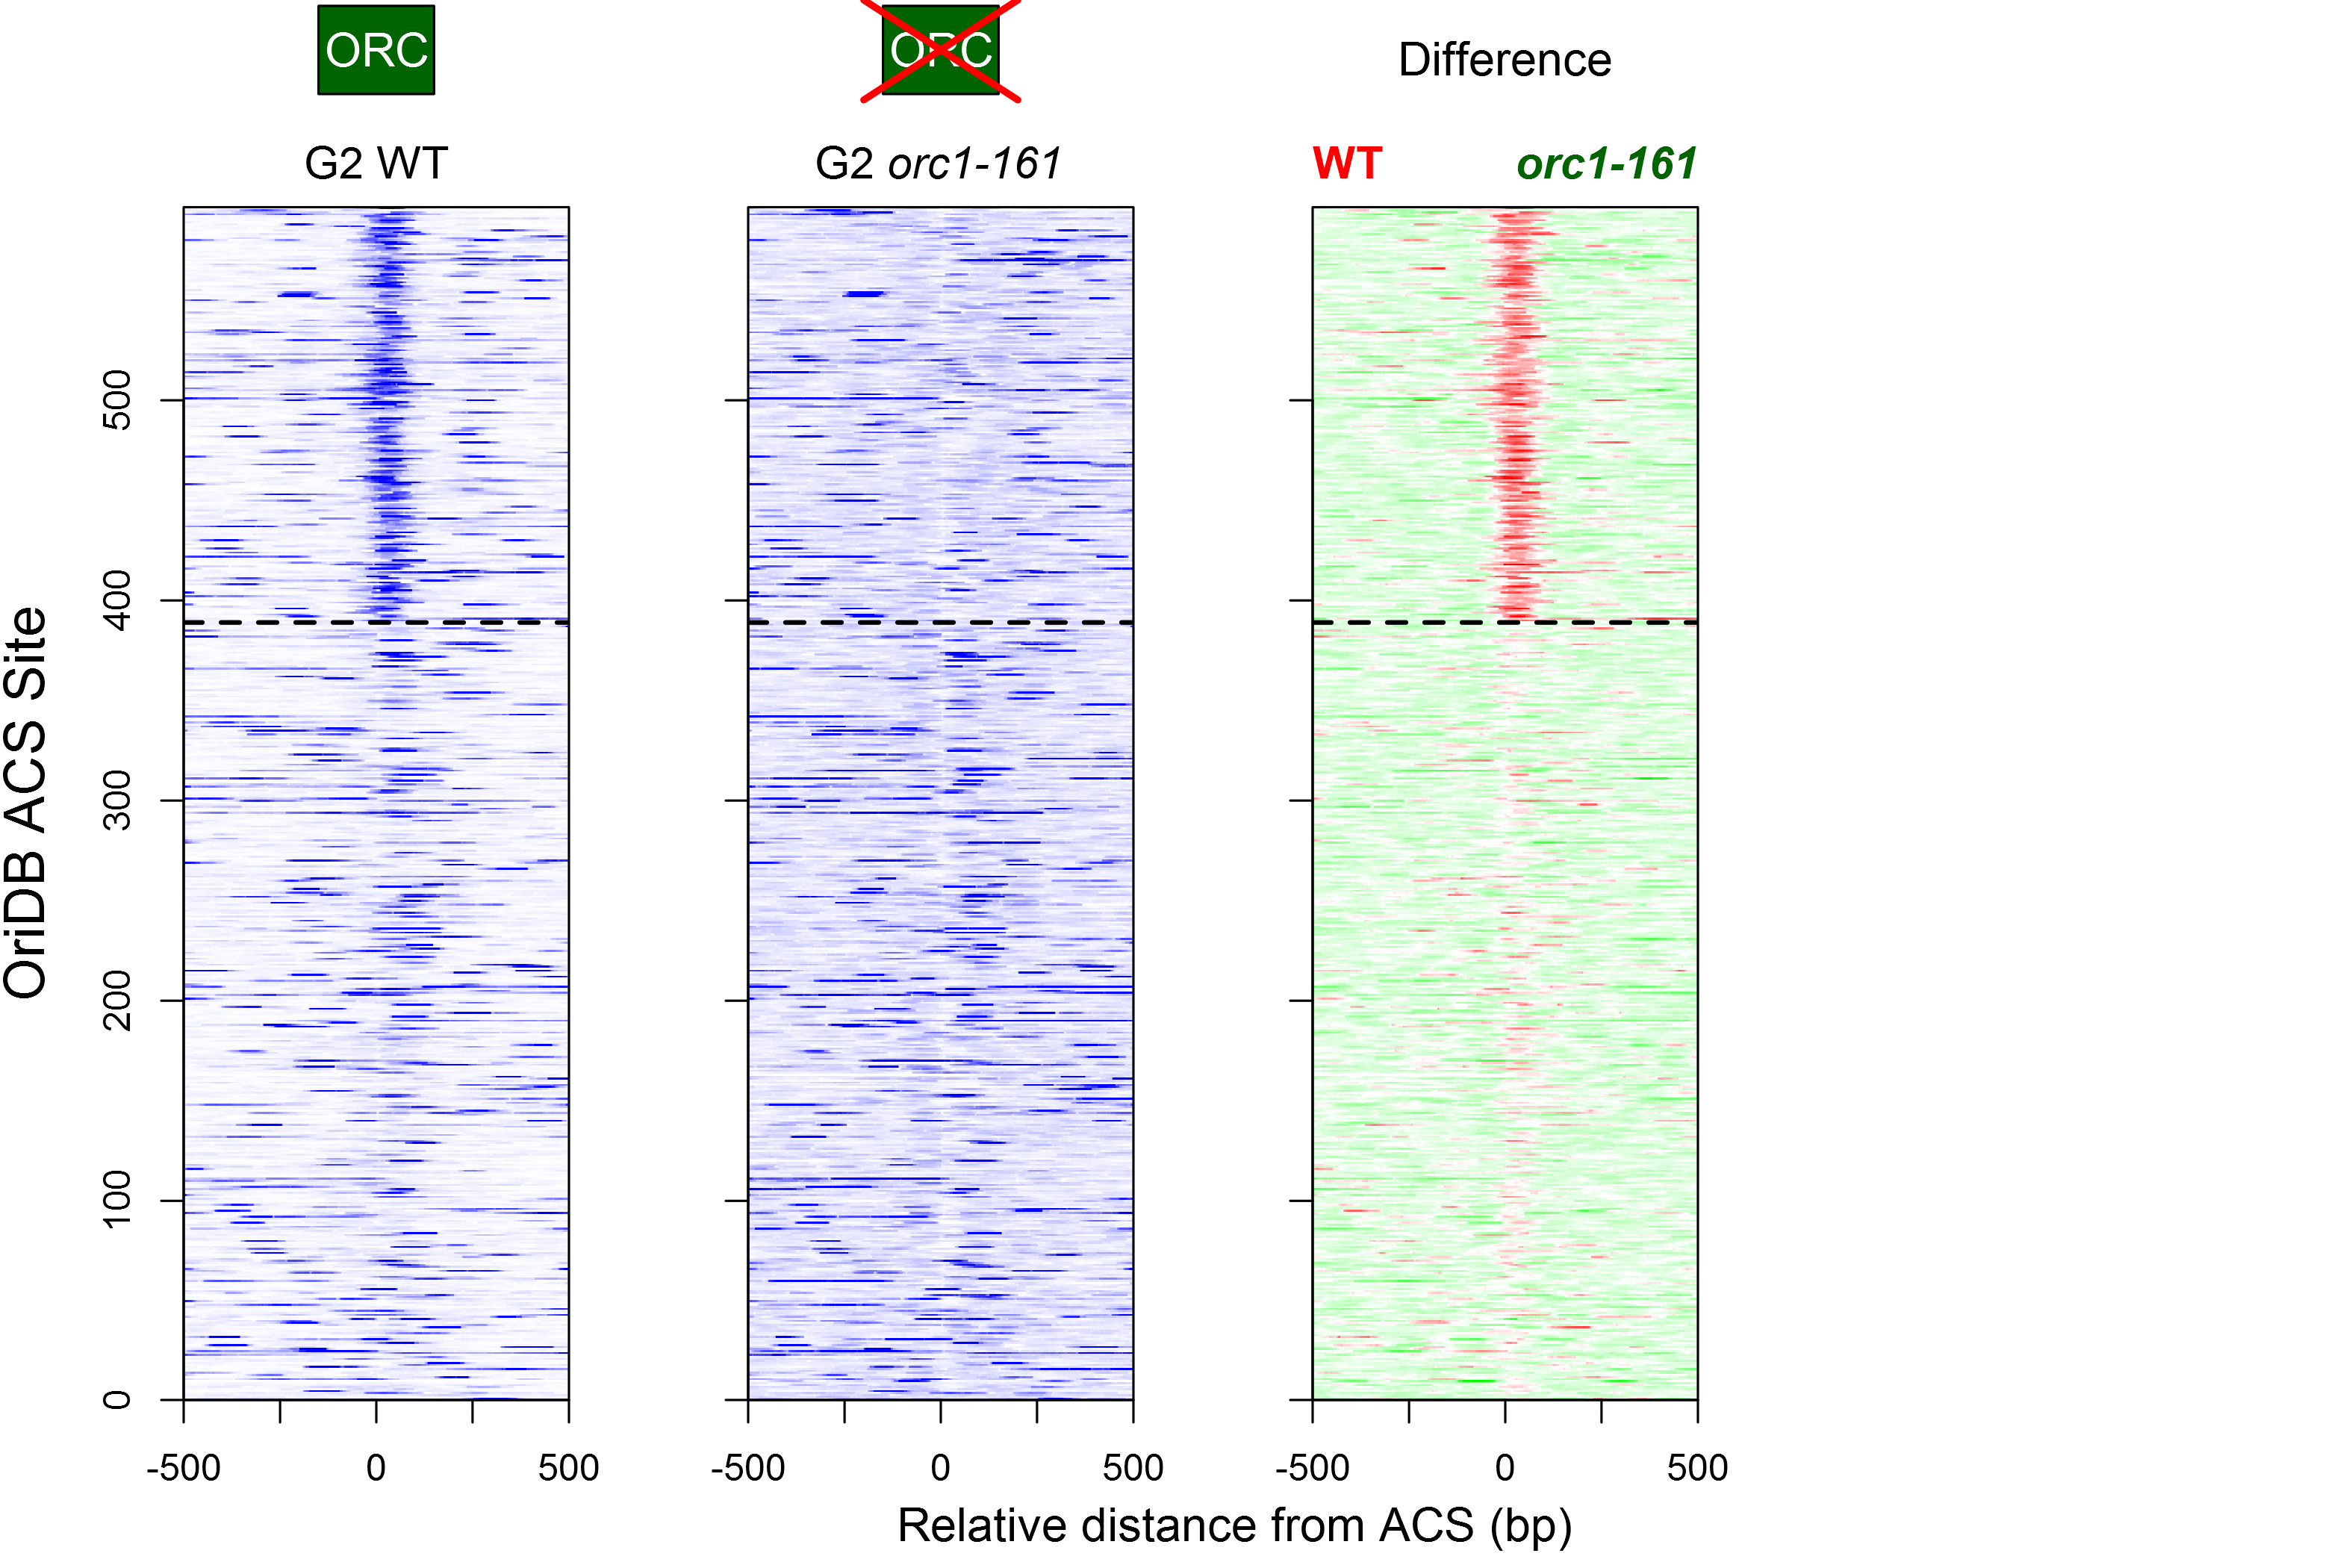 ORC
ORC
Difference
G2 WT
G2 orc1-161
WT
orc1-161
OriDB ACS Site
500
400
300
200
100
0
-500 0 500
-500 0 500
-500 0 500
Relative distance from ACS (bp)